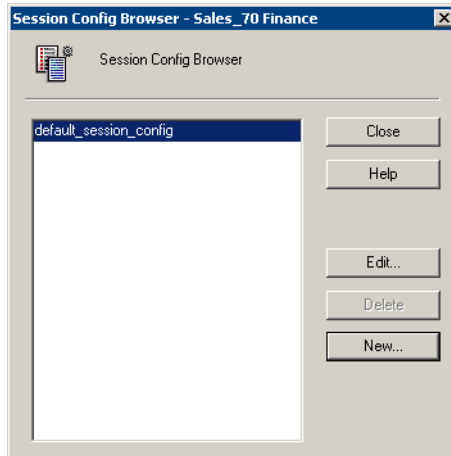 Session Config Browser - Sales_70 Finance
Session Config Browser
default_session_config
Close
Help
Edit...
Delete
New...